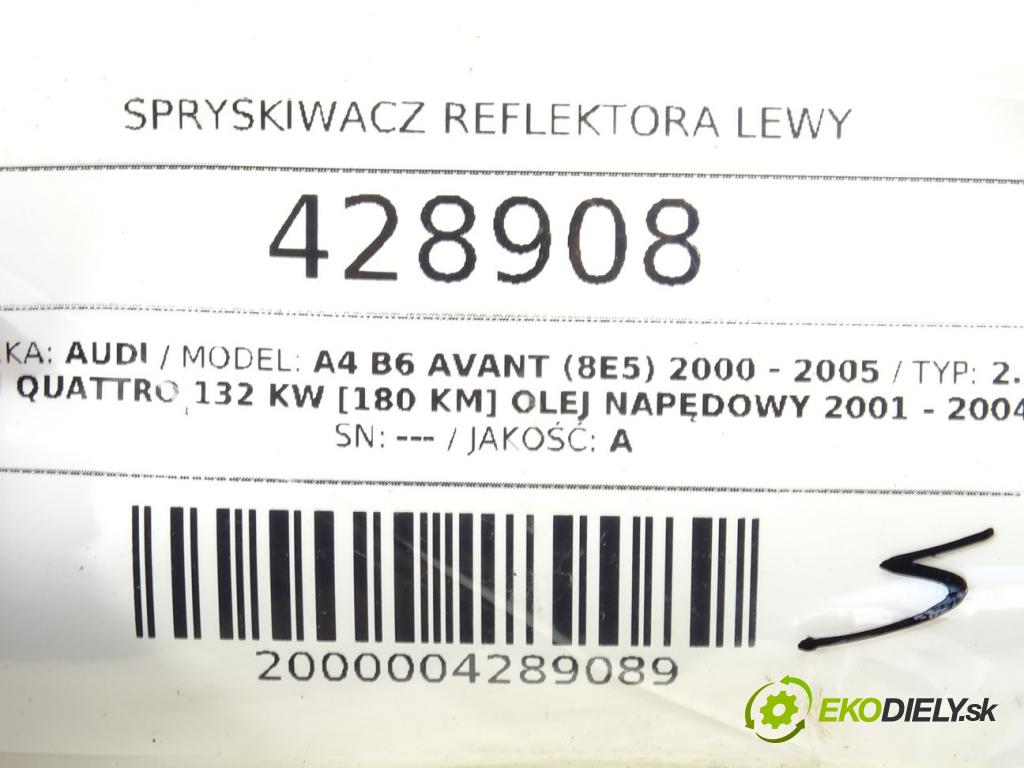 SPRYSKIWACZ REFLEKTORA LEWY
428908
KA: AUDI / MODEL: A4 B6 AVANT (8E5) 2000 - 2005 / TYP: 2.
QUATTRO 132 KW [180 KM] OLEJ NAPĘDOWY 2001 - 2004
SN: --- / JAKOŚĆ: A
2000004289089
EKODIELY.sk